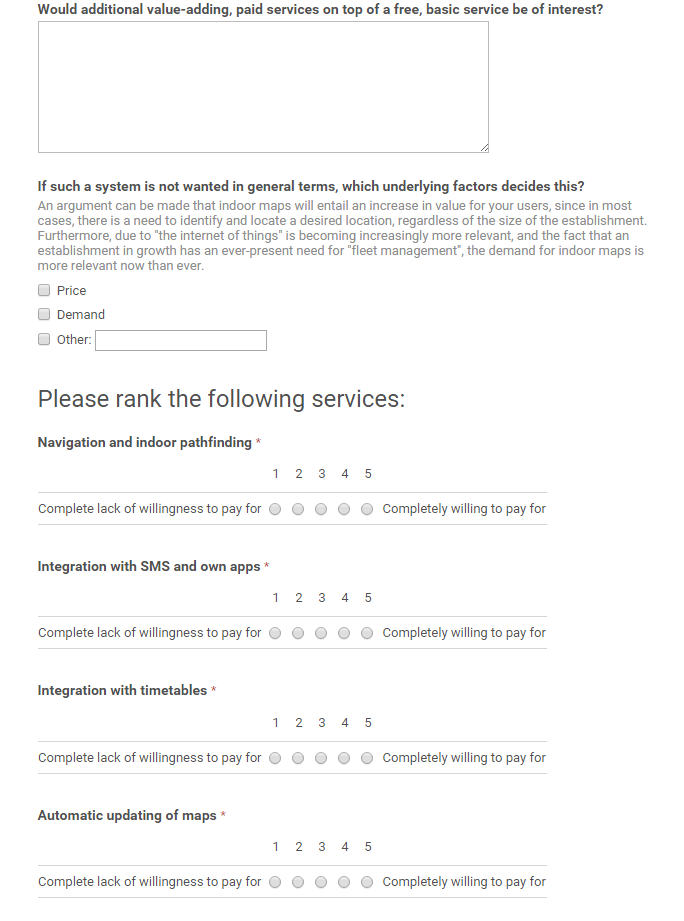 Would additional value-adding, paid services on top of a free, basic service be of interest?
If such a system is not wanted in general terms, which underlying factors decides this?
An argument can be made that indoor maps will entail an increase in value for your users, since in most
cases, there is a need to identify and locate a desired location, regardless of the size of the establishment.
Furthermore, due to "the internet of things" is becoming increasingly more relevant, and the fact that an
establishment in growth has an ever-present need for "fleet management", the demand for indoor maps is
more relevant now than ever.
Price
Demand
Other:
Please rank the following services:
Navigation and indoor pathfinding *
1 2 3 4 5
Complete lack of willingness to pay for Completely willing to pay for
Integration with SMS and own apps *
1 2 3 4 5
Complete lack of willingness to pay for Completely willing to pay for
Integration with timetables *
1 2 3 4 5
Complete lack of willingness to pay for Completely willing to pay for
Automatic updating of maps *
1 2 3 4 5
Complete lack of willingness to pay for Completely willing to pay for